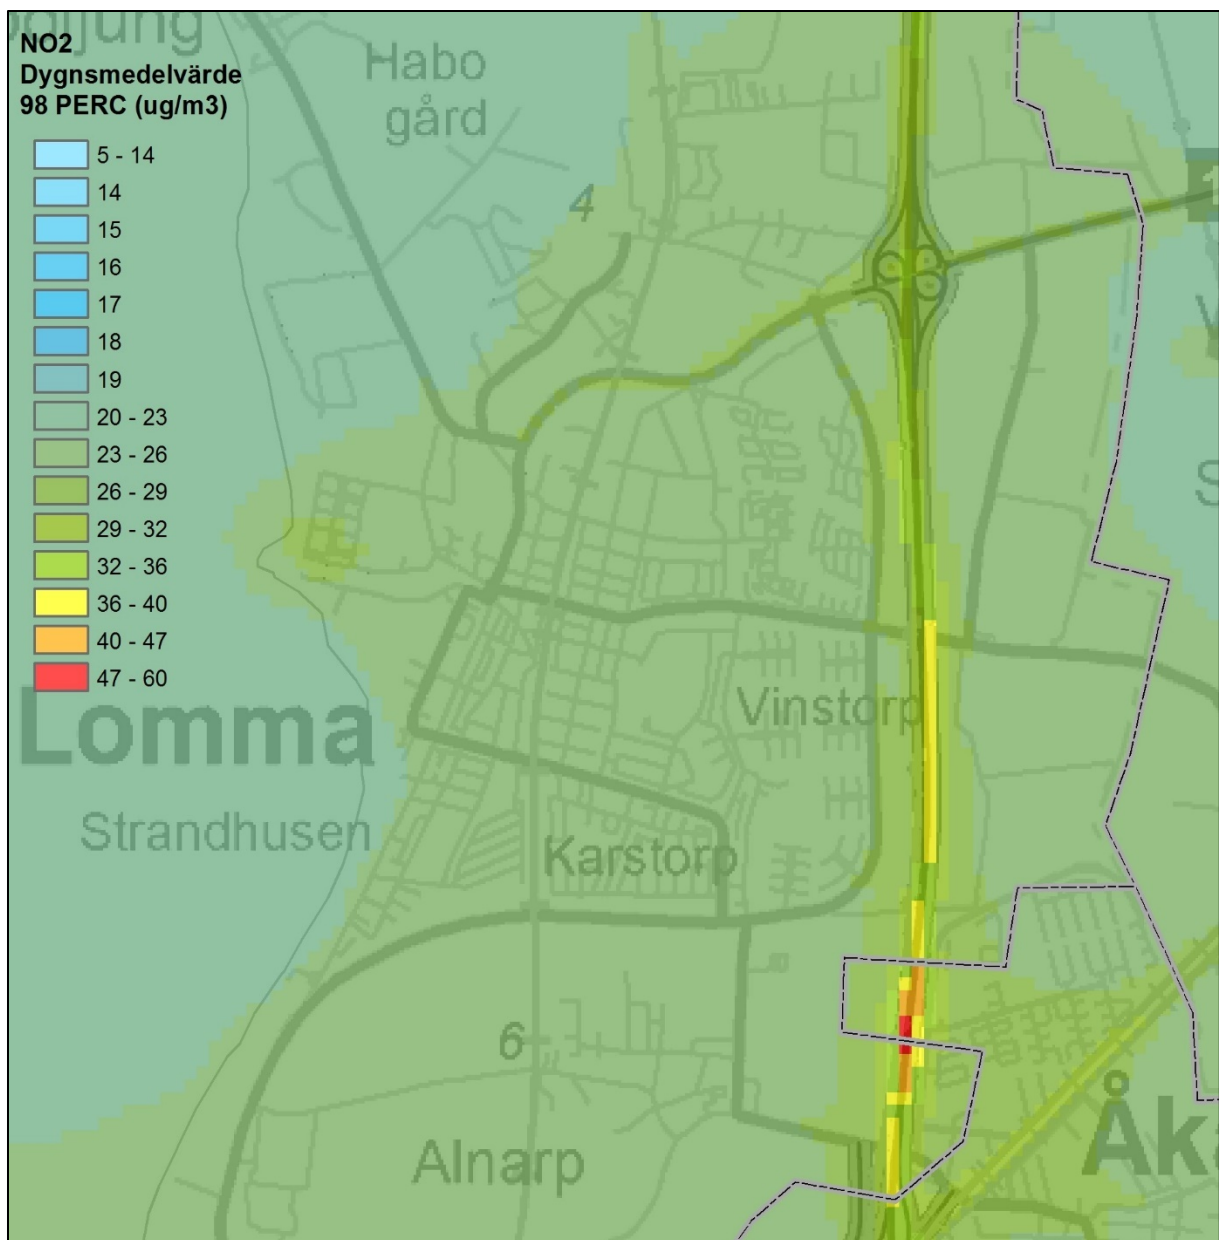 NO2
Dygnsmedelvärde
98 PERC (ug/m3)
5 - 14
14
15
16
17
18
19
20 - 23
23 - 26
26 - 29
29 - 32
32 - 36
36 - 40
40 - 47
47 - 60
Habo
gård
4
Lomma
Vinstorp
Strandhusen
Karstorp
6
Alnarp
Åka